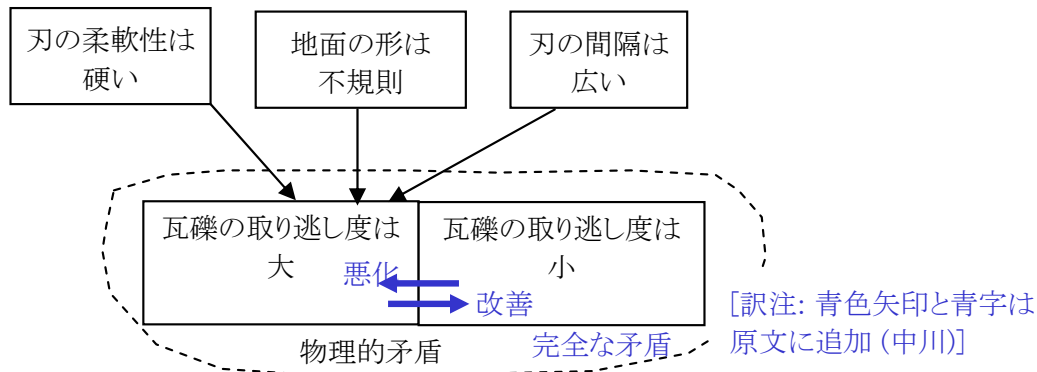 刃の柔軟性は
硬い
地面の形は
不規則
刃の間隔は
広い
瓦礫の取り逃し度は
大
瓦礫の取り逃し度は
小
悪化
改善
物理的矛盾
完全な矛盾
[訳注: 青色矢印と青字は
原文に追加 (中川)]